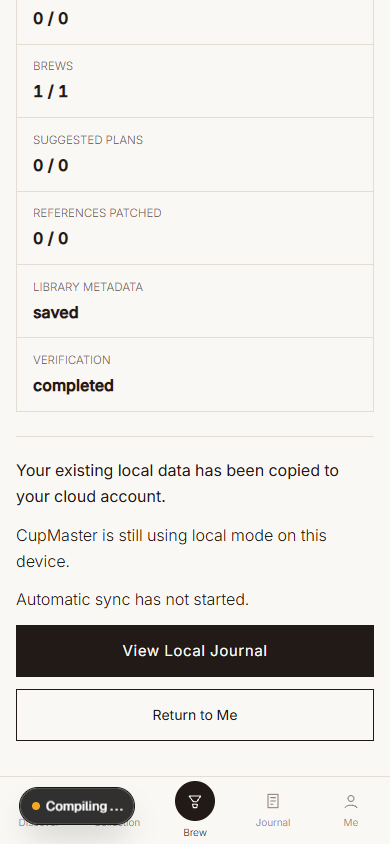 0 / 0
BREWS
1 / 1
SUGGESTED PLANS
0 / 0
REFERENCES PATCHED
0 / 0
LIBRARY METADATA
saved
VERIFICATION
completed
Your existing local data has been copied to
your cloud account.
CupMaster is still using local mode on this
device.
Automatic sync has not started.
View Local Journal
Return to Me
Compiling ...
Brew
Journal
Me